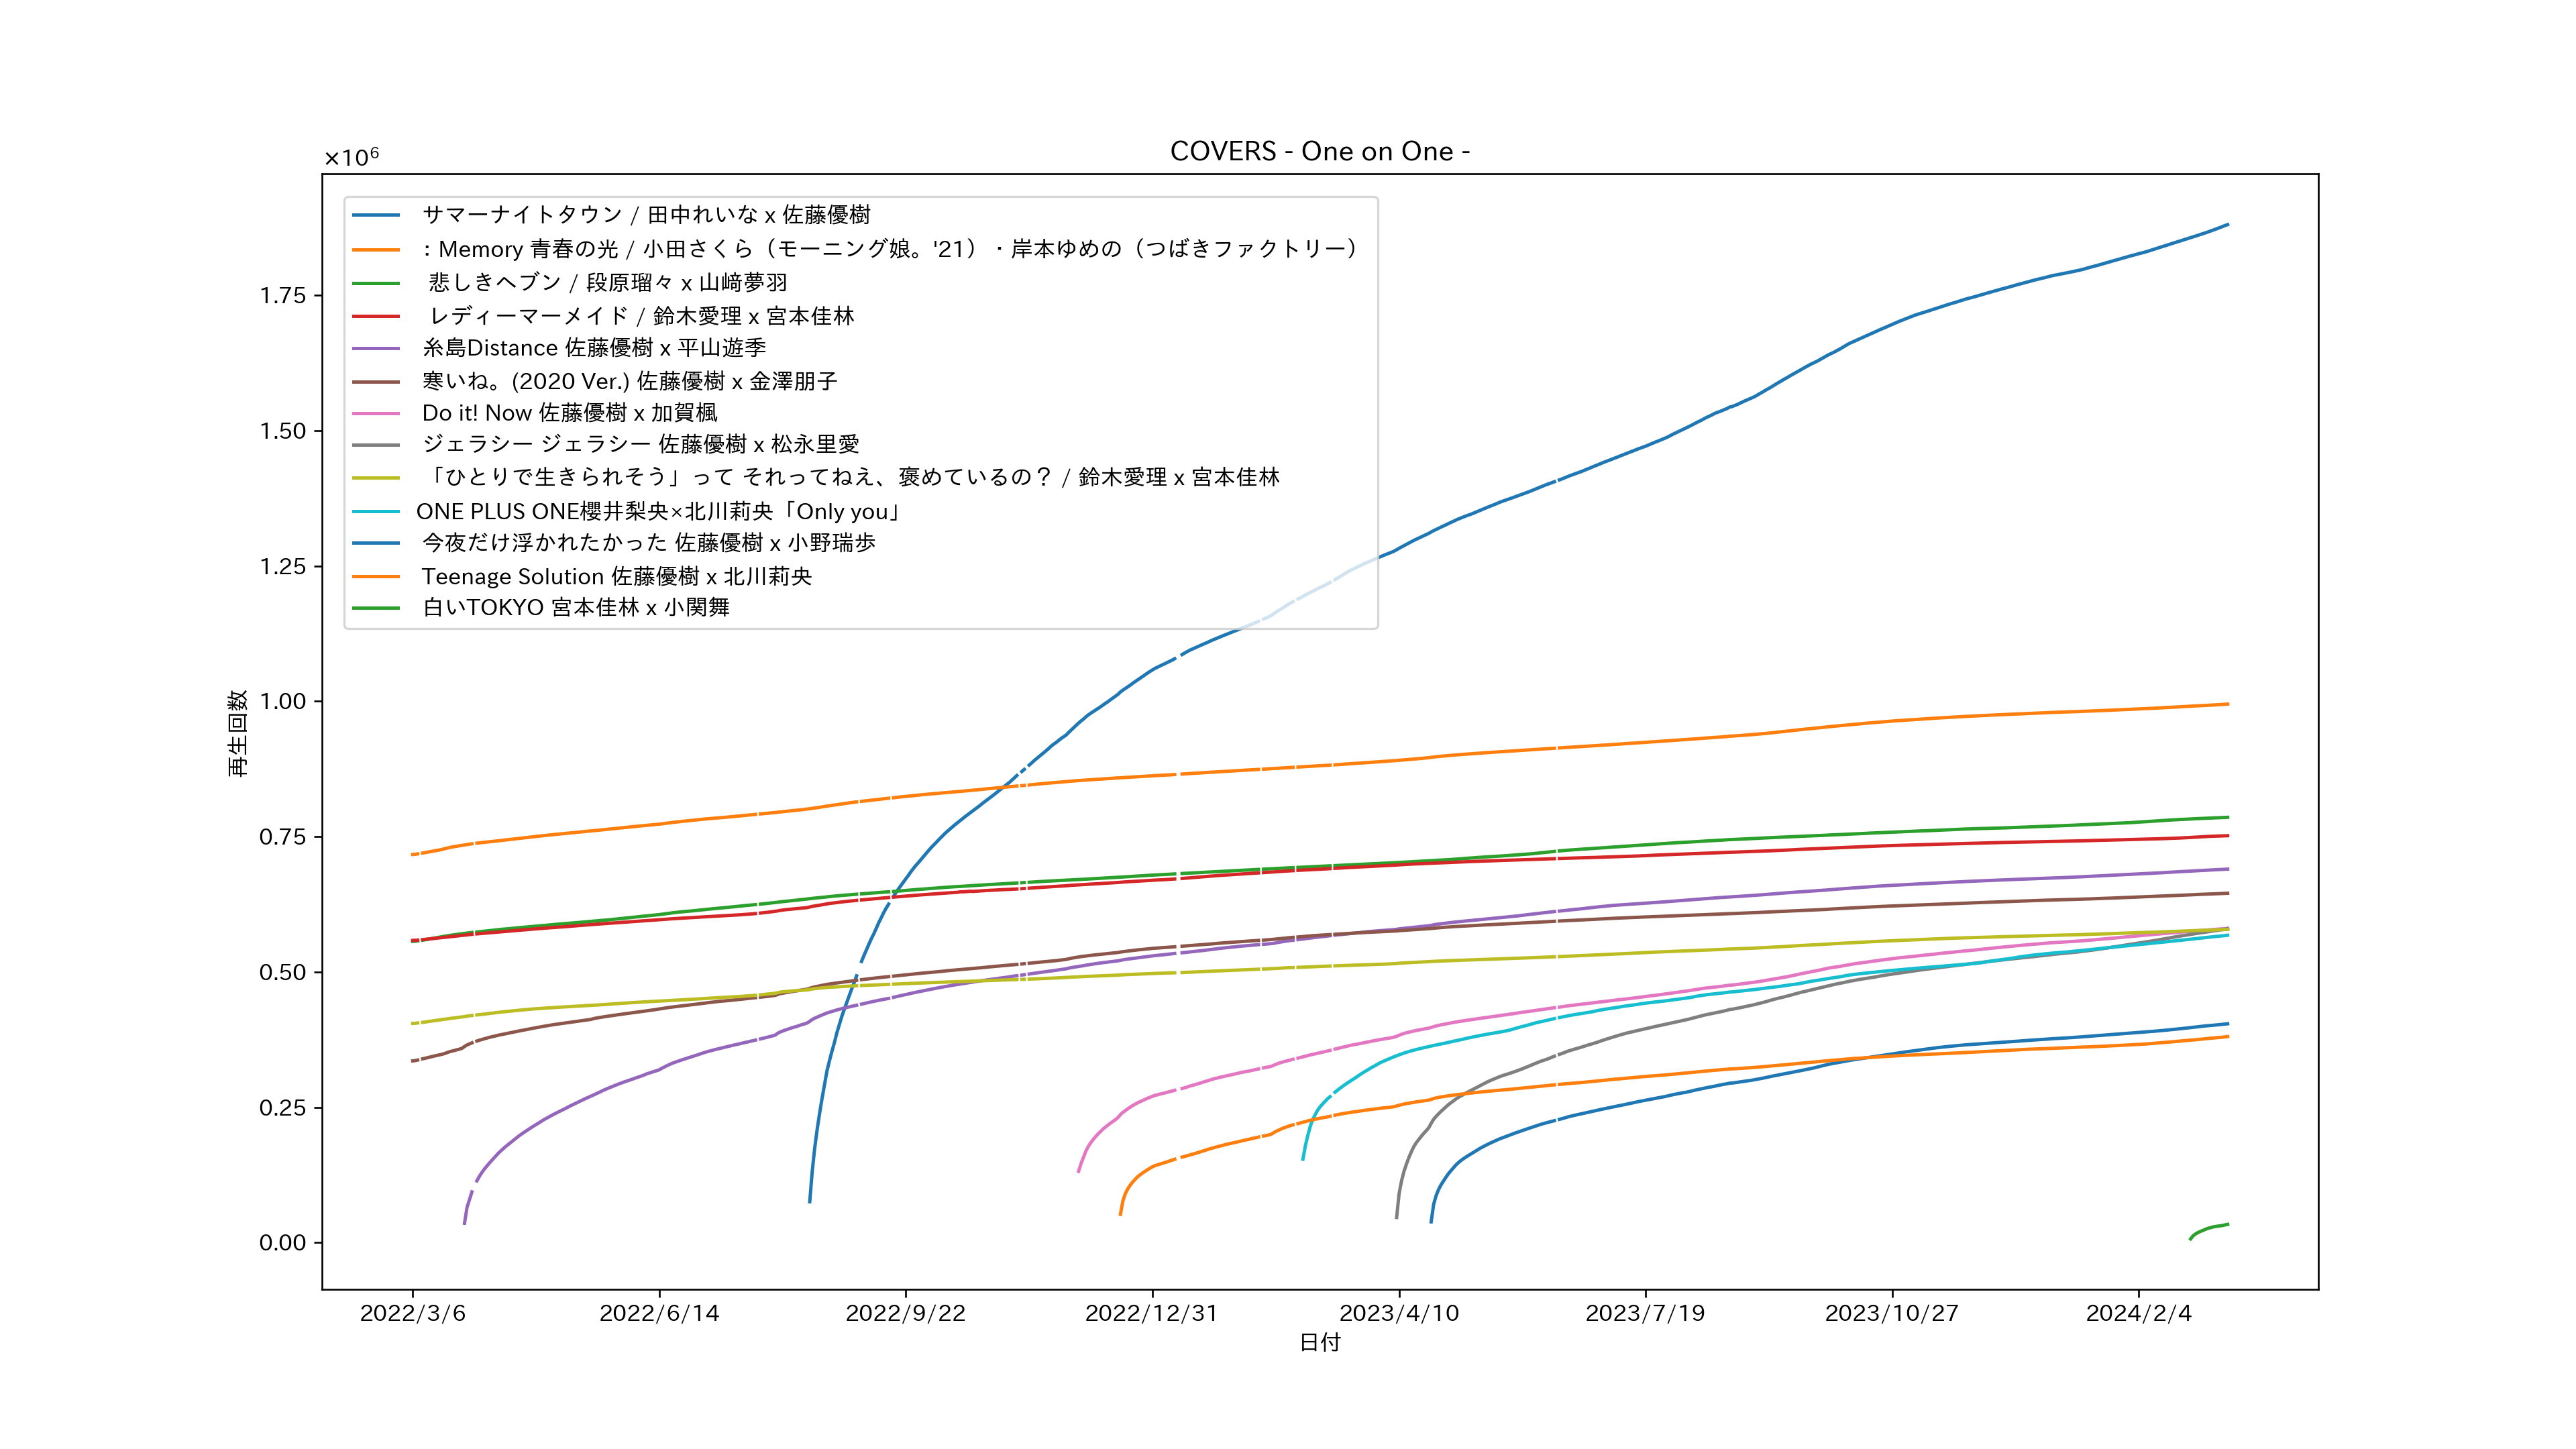 COVERS - One on One -
×10⁶
サマーナイトタウン / 田中れいな x 佐藤優樹
: Memory 青春の光 / 小田さくら（モーニング娘。'21）・岸本ゆめの（つばきファクトリー）
悲しきヘブン / 段原瑠々 x 山﨑夢羽
レディーマーメイド / 鈴木愛理 x 宮本佳林
糸島Distance 佐藤優樹 x 平山遊季
寒いね。(2020 Ver.) 佐藤優樹 x 金澤朋子
Do it! Now 佐藤優樹 x 加賀楓
ジェラシー ジェラシー 佐藤優樹 x 松永里愛
「ひとりで生きられそう」って それってねえ、褒めているの？ / 鈴木愛理 x 宮本佳林
ONE PLUS ONE櫻井梨央×北川莉央「Only you」
今夜だけ浮かれたかった 佐藤優樹 x 小野瑞歩
Teenage Solution 佐藤優樹 x 北川莉央
白いTOKYO 宮本佳林 x 小関舞
1.75
1.50
1.25
1.00
0.75
0.50
0.25
0.00
再生回数
2022/3/6 2022/6/14 2022/9/22 2022/12/31 2023/4/10 2023/7/19 2023/10/27 2024/2/4
日付